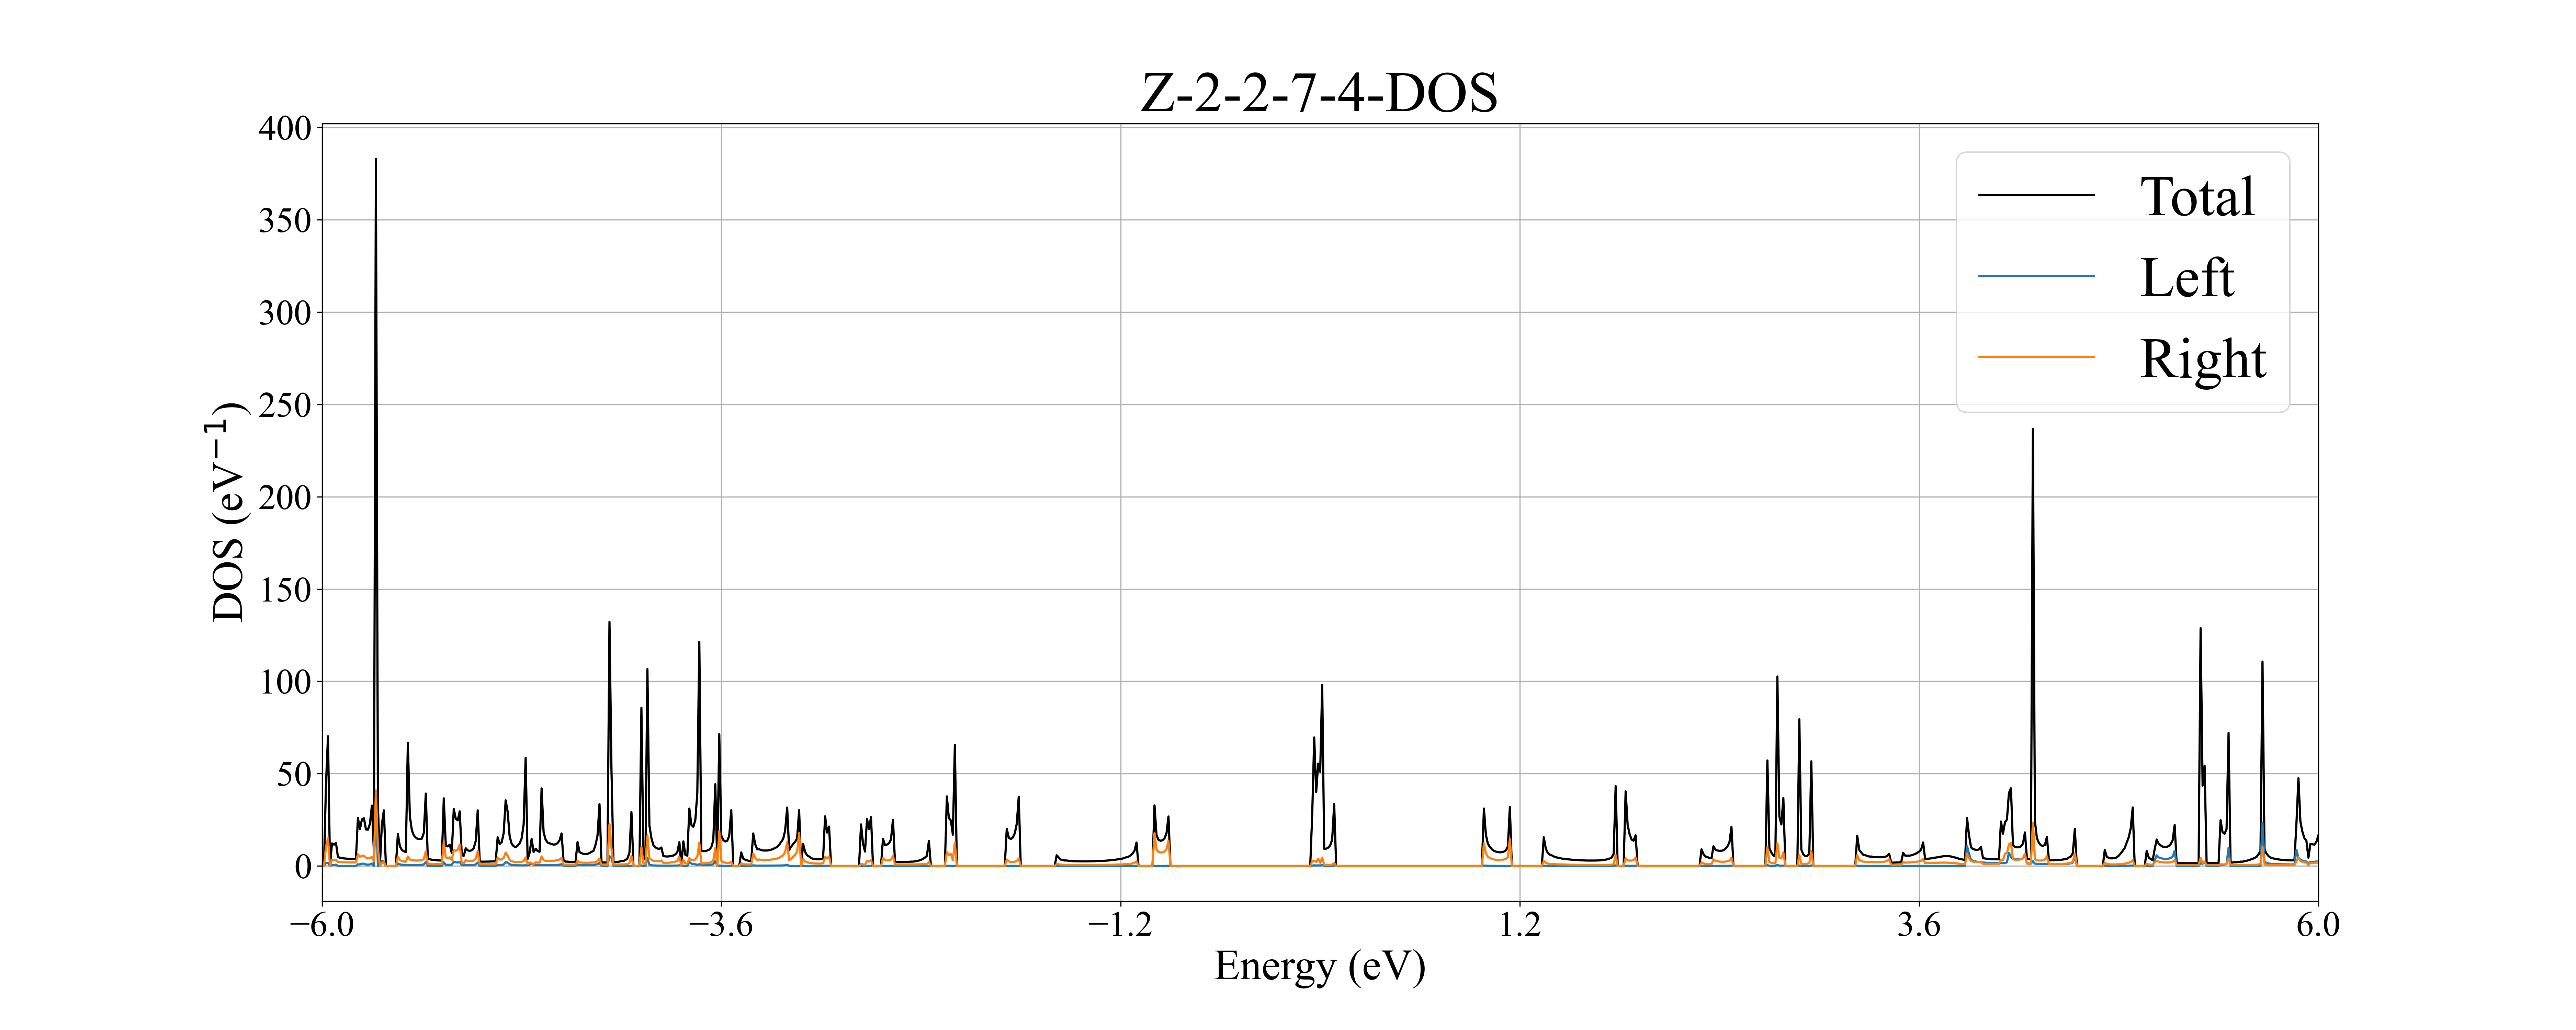 Z-2-2-7-4-DOS
400
350
300
250
200
150
100
50
0
DOS (eV⁻¹)
Total
Left
Right
−6.0 −3.6 −1.2 1.2 3.6 6.0
Energy (eV)